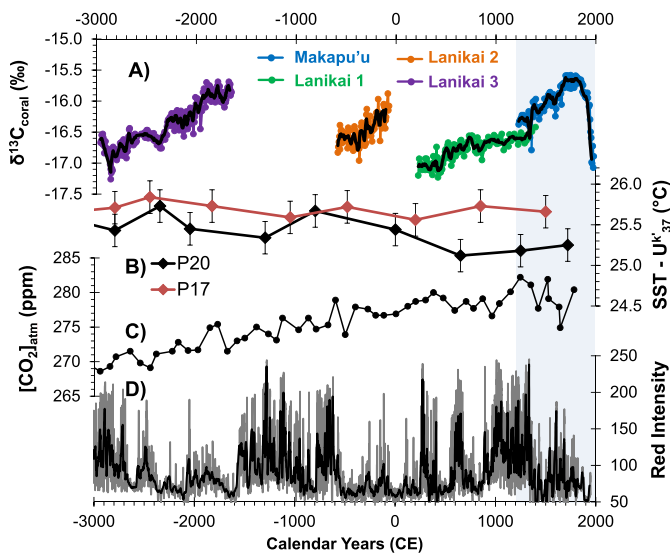 -3000 -2000 -1000 0 1000 2000
-15.0
-15.5
-16.0
-16.5
-17.0
-17.5
δ¹³Ccoral (‰)
A)
Makapu'u
Lanikai 2
Lanikai 1
Lanikai 3
26.0
25.5
25.0
24.5
SST - Uᵏ'₃₇ (°C)
B)
P20
P17
285
280
275
270
265
[CO₂]atm (ppm)
C)
D)
250
200
150
100
50
Red Intensity
-3000 -2000 -1000 0 1000 2000
Calendar Years (CE)